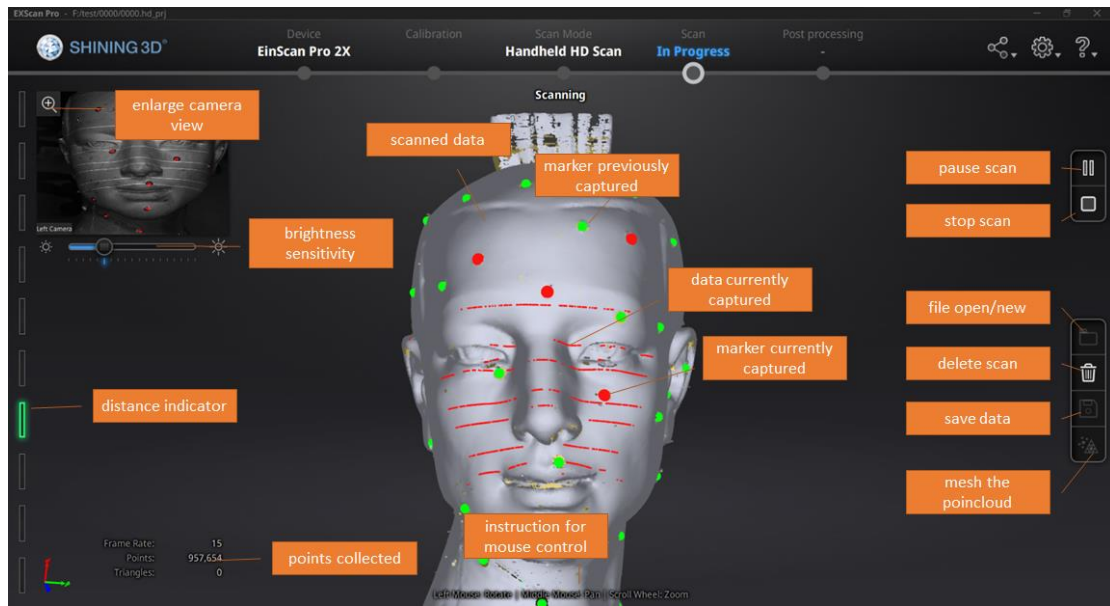 EXScan Pro - F:/test/0000/0000.hd_prj
SHINING 3D®
Device
EinScan Pro 2X
Calibration
Scan Mode
Handheld HD Scan
Scan
In Progress
Post processing
-
Scanning
enlarge camera
view
scanned data
marker previously
captured
pause scan
stop scan
Left Camera
brightness
sensitivity
data currently
captured
file open/new
marker currently
captured
delete scan
distance indicator
save data
mesh the
poincloud
instruction for
mouse control
Frame Rate: 15
Points: 957,654
Triangles: 0
points collected
Left Mouse: Rotate | Middle Mouse: Pan | Scroll Wheel: Zoom